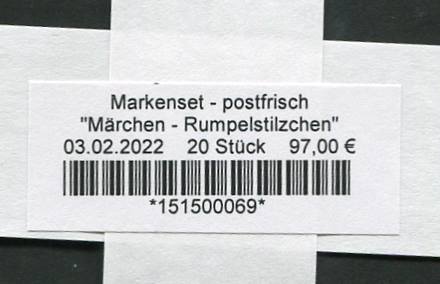 Markenset - postfrisch
"Märchen - Rumpelstilzchen"
03.02.2022 20 Stück 97,00 €
*151500069*